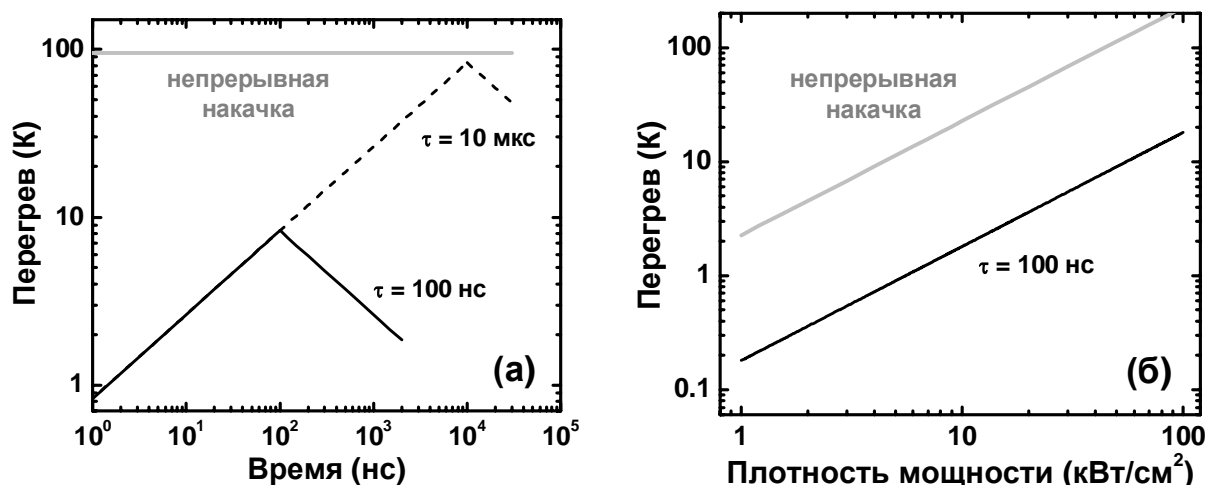 100
10
1
Перегрев (К)
непрерывная
накачка
τ = 10 мкс
τ = 100 нс
(а)
10⁰ 10¹ 10² 10³ 10⁴ 10⁵
Время (нс)
100
10
1
0.1
Перегрев (К)
непрерывная
накачка
τ = 100 нс
(б)
1 10 100
Плотность мощности (кВт/см²)